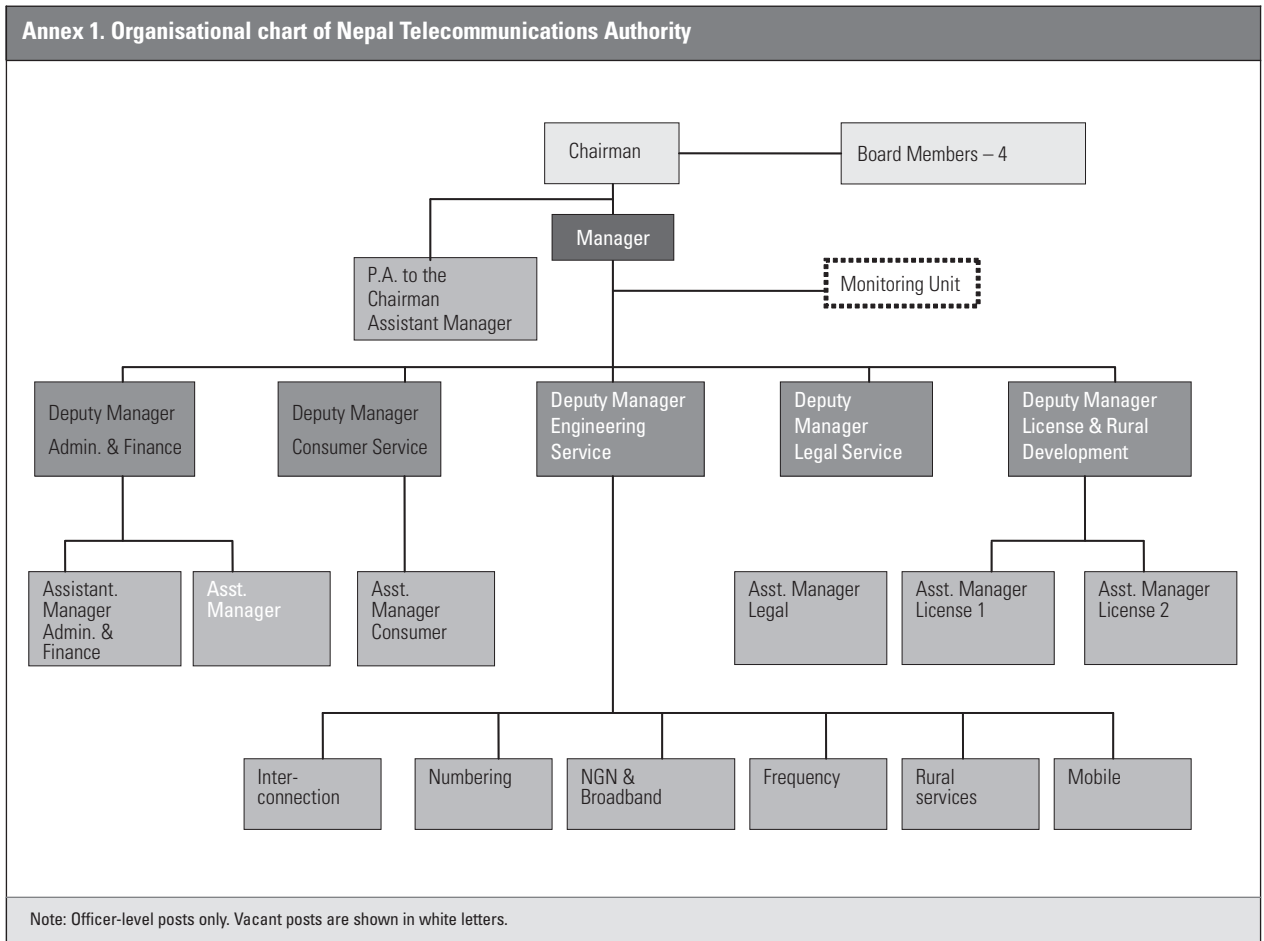 Annex 1. Organisational chart of Nepal Telecommunications Authority
Chairman
Board Members – 4
Manager
P.A. to the
Chairman
Assistant Manager
Monitoring Unit
Deputy Manager
Admin. & Finance
Deputy Manager
Consumer Service
Deputy Manager
Engineering
Service
Deputy
Manager
Legal Service
Deputy Manager
License & Rural
Development
Assistant.
Manager
Admin. &
Finance
Asst.
Manager
Asst.
Manager
Consumer
Asst. Manager
Legal
Asst. Manager
License 1
Asst. Manager
License 2
Inter-
connection
Numbering
NGN &
Broadband
Frequency
Rural
services
Mobile
Note: Officer-level posts only. Vacant posts are shown in white letters.